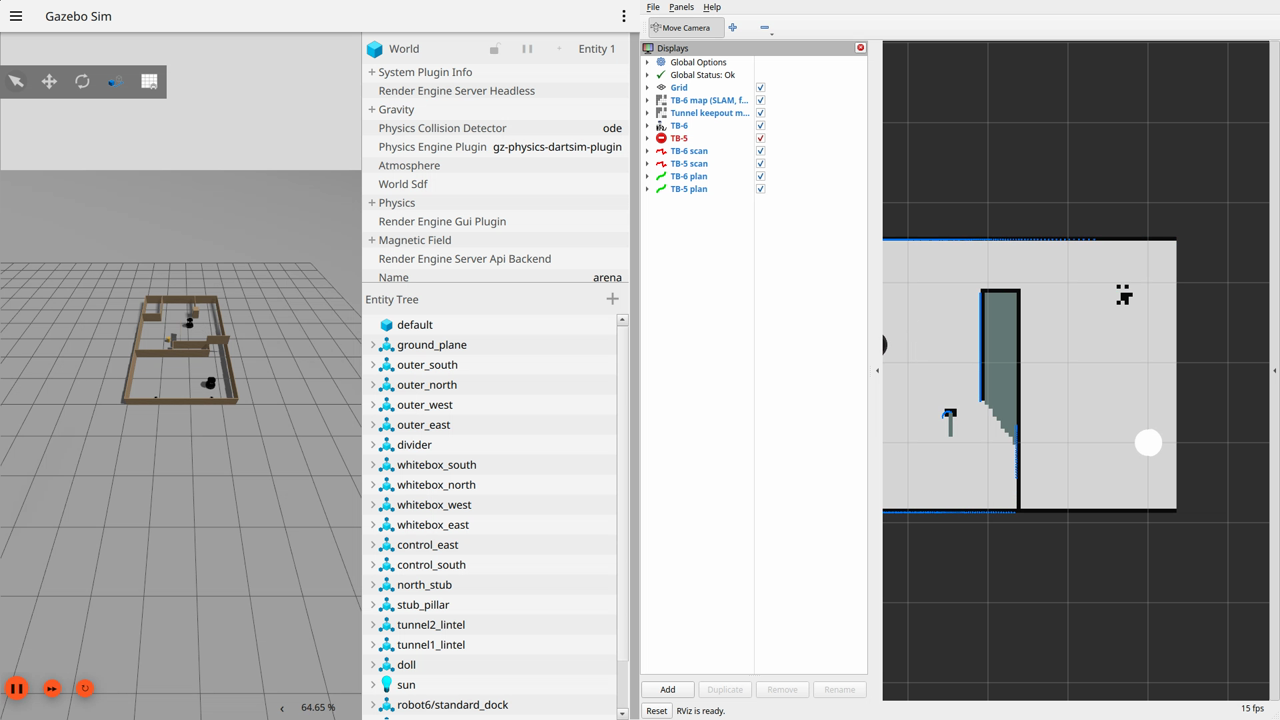 Gazebo Sim
World
Entity 1
System Plugin Info
Render Engine Server Headless
Gravity
Physics Collision Detector ode
Physics Engine Plugin gz-physics-dartsim-plugin
Atmosphere
World Sdf
Physics
Render Engine Gui Plugin
Magnetic Field
Render Engine Server Api Backend
Name arena
Entity Tree
default
ground_plane
outer_south
outer_north
outer_west
outer_east
divider
whitebox_south
whitebox_north
whitebox_west
whitebox_east
control_east
control_south
north_stub
stub_pillar
tunnel2_lintel
tunnel1_lintel
doll
sun
robot6/standard_dock
64.65 %
File Panels Help
Move Camera
Displays
Global Options
Global Status: Ok
Grid
TB-6 map (SLAM, f...
Tunnel keepout m...
TB-6
TB-5
TB-6 scan
TB-5 scan
TB-6 plan
TB-5 plan
Add Duplicate Remove Rename
Reset RViz is ready.
15 fps